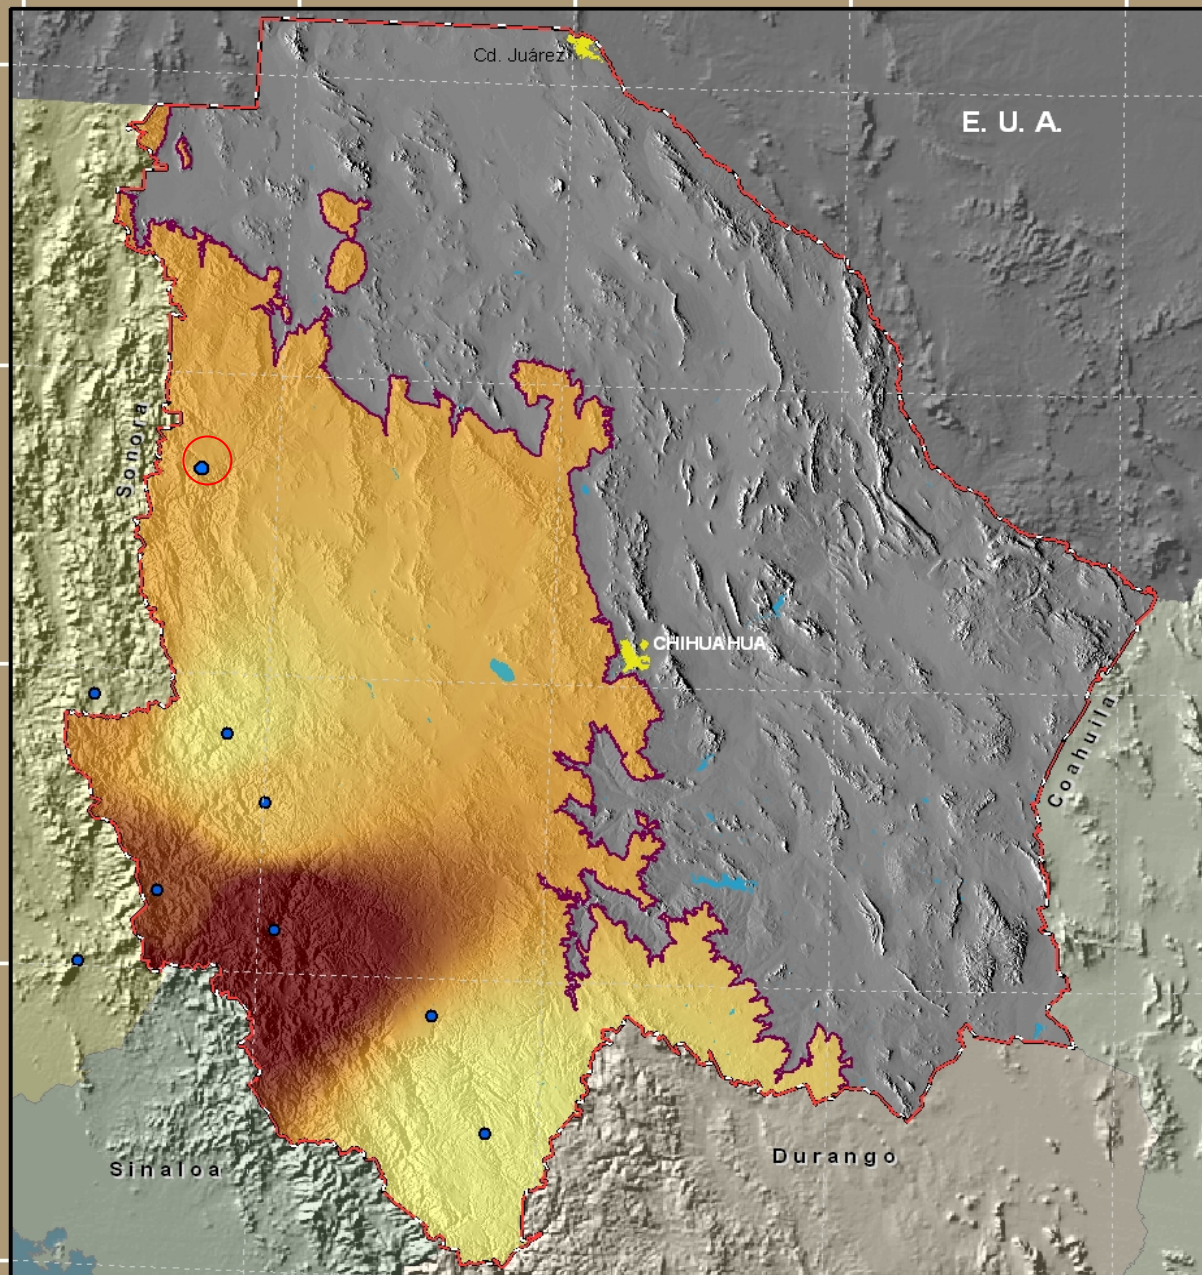 Cd. Juárez
E. U. A.
Sonora
CHIHUAHUA
Coahuila
Sinaloa
Durango